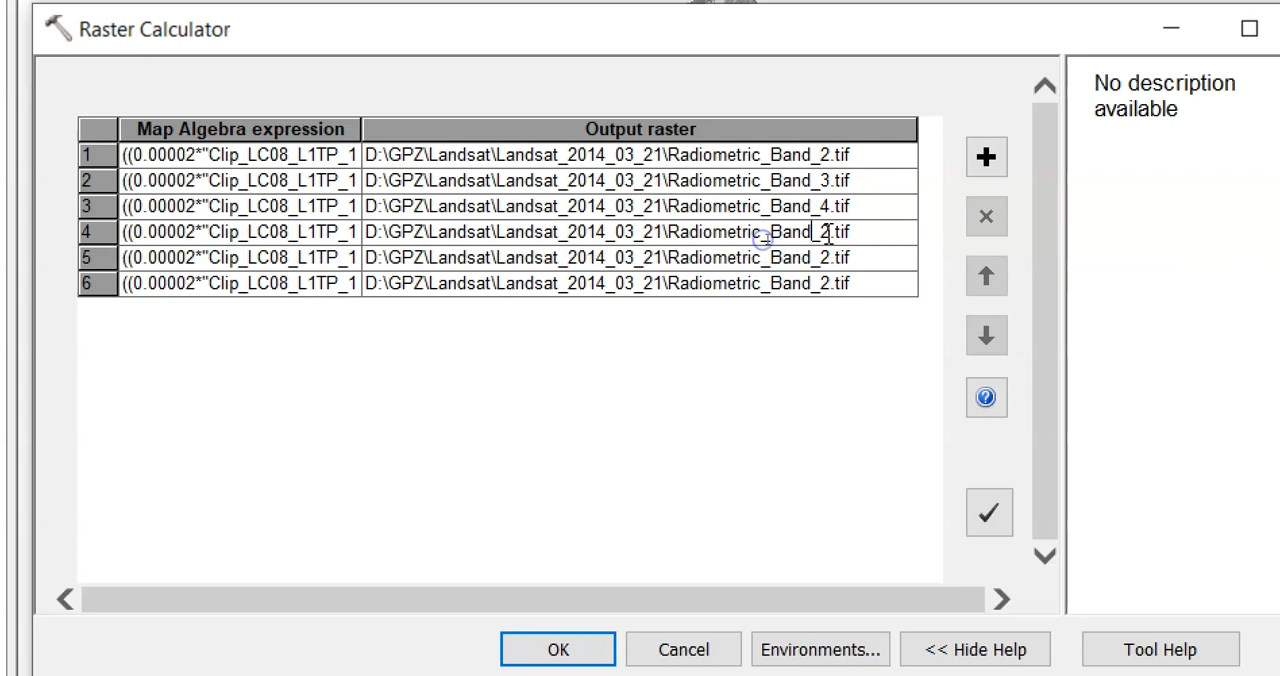 Raster Calculator
No description
available
Map Algebra expression Output raster
1 ((0.00002*"Clip_LC08_L1TP_1 D:\GPZ\Landsat\Landsat_2014_03_21\Radiometric_Band_2.tif
2 ((0.00002*"Clip_LC08_L1TP_1 D:\GPZ\Landsat\Landsat_2014_03_21\Radiometric_Band_3.tif
3 ((0.00002*"Clip_LC08_L1TP_1 D:\GPZ\Landsat\Landsat_2014_03_21\Radiometric_Band_4.tif
4 ((0.00002*"Clip_LC08_L1TP_1 D:\GPZ\Landsat\Landsat_2014_03_21\Radiometric_Band_2.tif
5 ((0.00002*"Clip_LC08_L1TP_1 D:\GPZ\Landsat\Landsat_2014_03_21\Radiometric_Band_2.tif
6 ((0.00002*"Clip_LC08_L1TP_1 D:\GPZ\Landsat\Landsat_2014_03_21\Radiometric_Band_2.tif
OK Cancel Environments... << Hide Help Tool Help